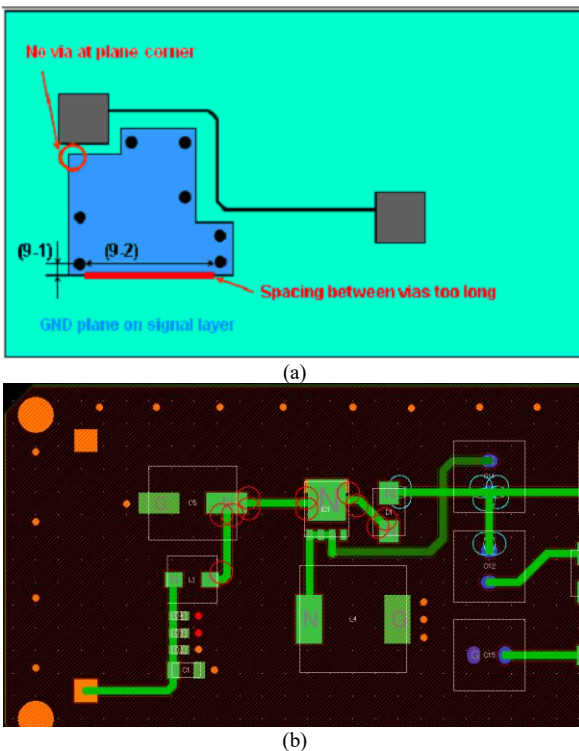 No via at plane corner
(9-1)
(9-2)
Spacing between vias too long
GND plane on signal layer
(a)
C5
N
N
D1
L1
N
L4
G
C1
C12
C15
(b)